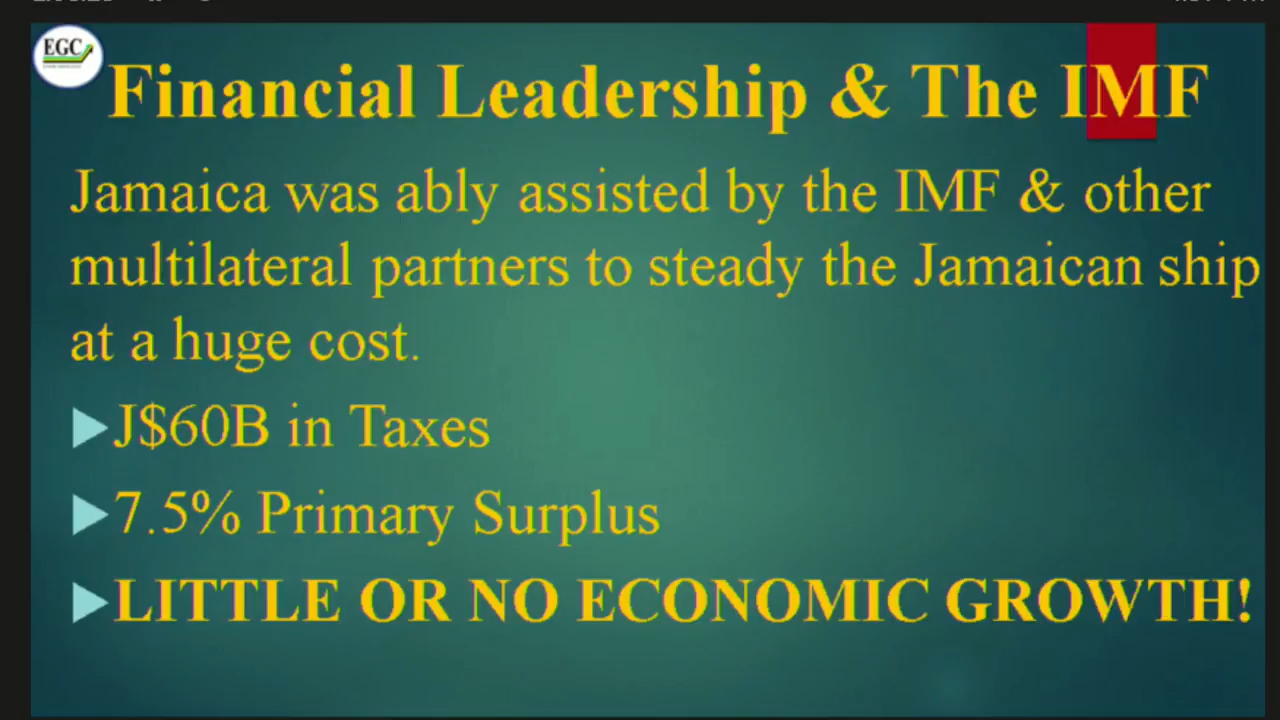 EGC
Financial Leadership & The IMF
Jamaica was ably assisted by the IMF & other
multilateral partners to steady the Jamaican ship
at a huge cost.
J$60B in Taxes
7.5% Primary Surplus
LITTLE OR NO ECONOMIC GROWTH!